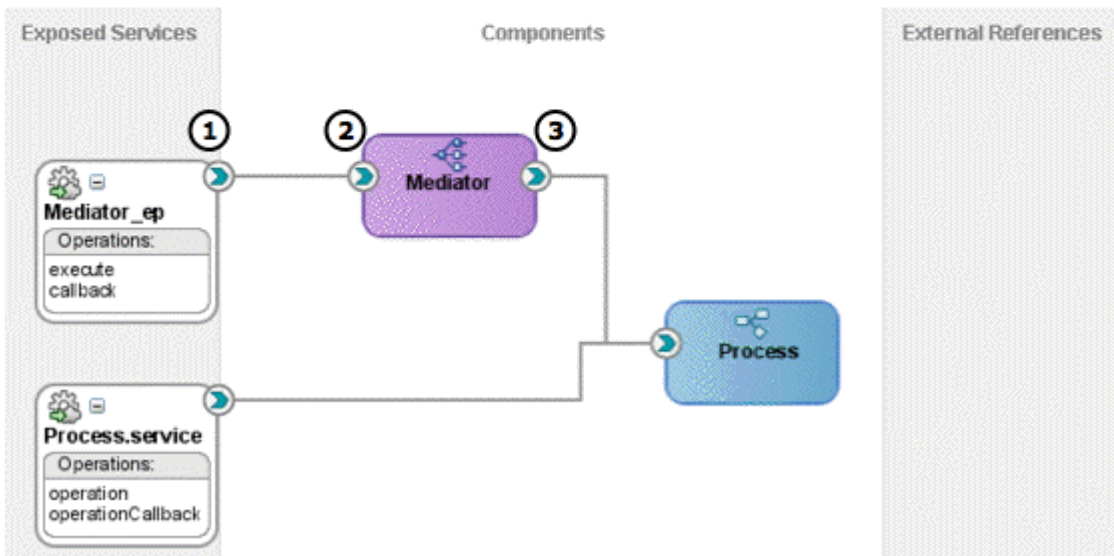 Exposed Services
Components
External References
1
2
3
Mediator_ep
Operations:
execute
callback
Mediator
Process
Process.service
Operations:
operation
operationCallback